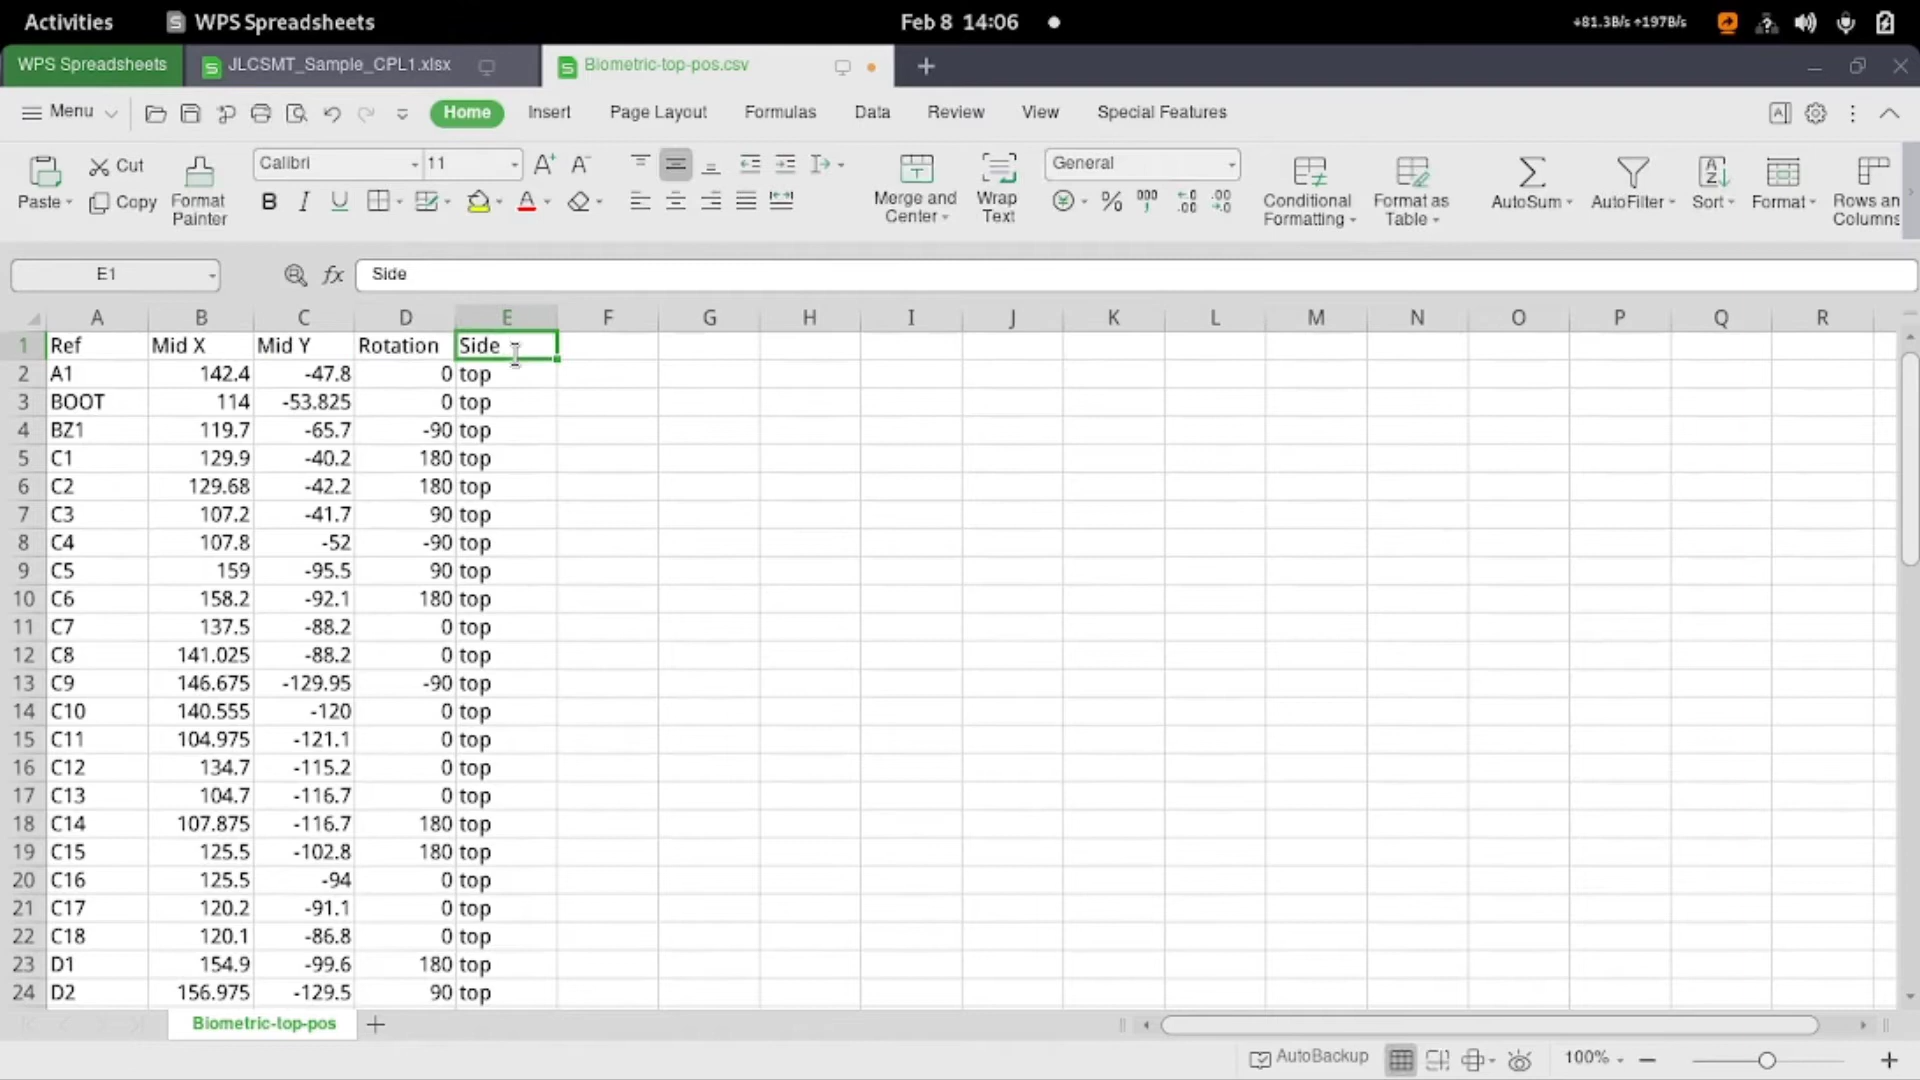 Activities WPS Spreadsheets Feb 8 14:06 +81.3B/s +197B/s
WPS Spreadsheets JLCSMT_Sample_CPL1.xlsx Biometric-top-pos.csv
Menu Home Insert Page Layout Formulas Data Review View Special Features
Paste Cut Copy Format Painter Calibri 11 A+ A- General Merge and Center Wrap Text Conditional Formatting Format as Table AutoSum AutoFilter Sort Format Rows an Columns
B I U A % 000
E1 fx Side
A B C D E F G H I J K L M N O P Q R
1 Ref Mid X Mid Y Rotation Side
2 A1 142.4 -47.8 0 top
3 BOOT 114 -53.825 0 top
4 BZ1 119.7 -65.7 -90 top
5 C1 129.9 -40.2 180 top
6 C2 129.68 -42.2 180 top
7 C3 107.2 -41.7 90 top
8 C4 107.8 -52 -90 top
9 C5 159 -95.5 90 top
10 C6 158.2 -92.1 180 top
11 C7 137.5 -88.2 0 top
12 C8 141.025 -88.2 0 top
13 C9 146.675 -129.95 -90 top
14 C10 140.555 -120 0 top
15 C11 104.975 -121.1 0 top
16 C12 134.7 -115.2 0 top
17 C13 104.7 -116.7 0 top
18 C14 107.875 -116.7 180 top
19 C15 125.5 -102.8 180 top
20 C16 125.5 -94 0 top
21 C17 120.2 -91.1 0 top
22 C18 120.1 -86.8 0 top
23 D1 154.9 -99.6 180 top
24 D2 156.975 -129.5 90 top
Biometric-top-pos
AutoBackup 100%